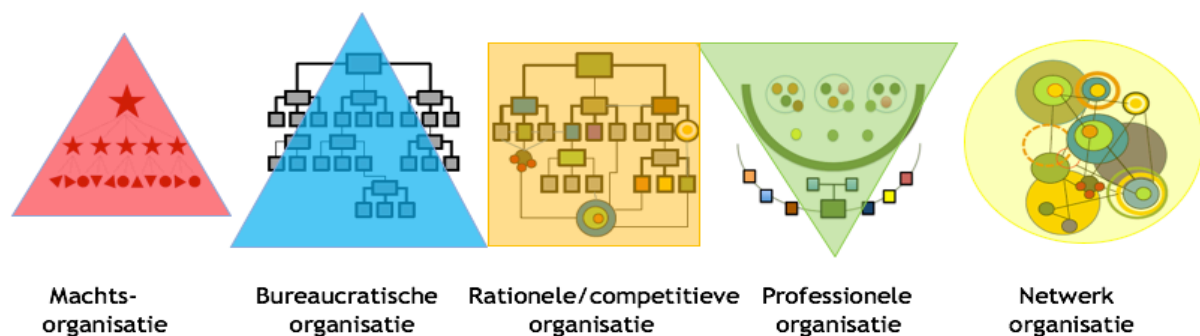 Machts-
organisatie
Bureaucratische
organisatie
Rationele/competitieve
organisatie
Professionele
organisatie
Netwerk
organisatie